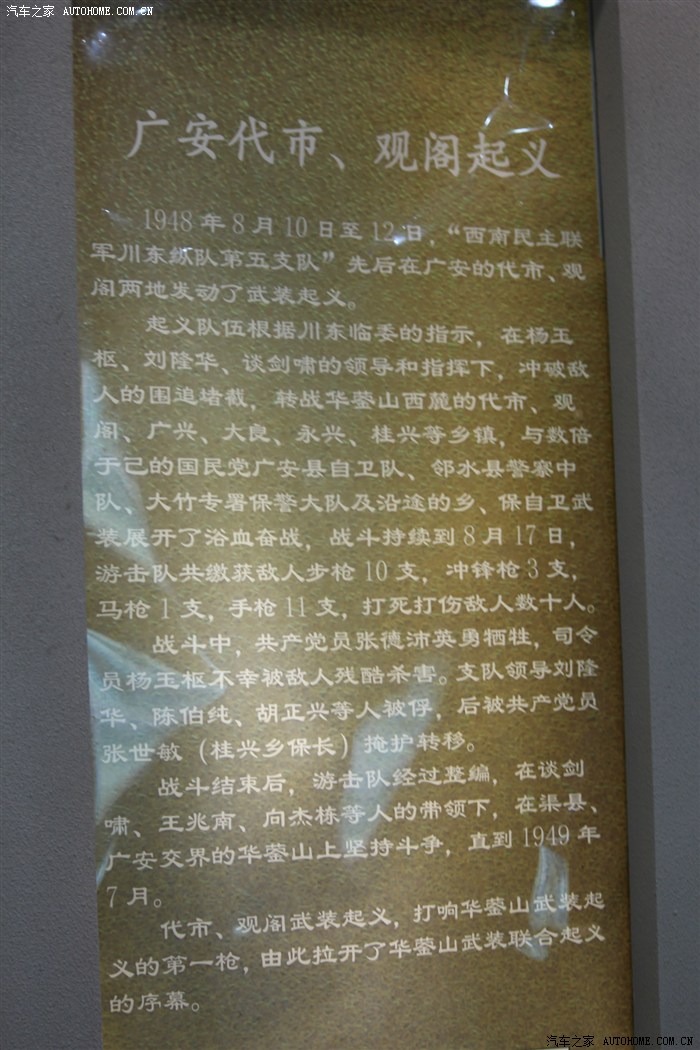 汽车之家 AUTOHOME.COM.CN
广安代市、观阁起义
1948年8月10日至12日，“西南民主联
军川东纵队第五支队”先后在广安的代市、观
阁两地发动了武装起义。
起义队伍根据川东临委的指示，在杨玉
枢、刘隆华、谈剑啸的领导和指挥下，冲破敌
人的围追堵截，转战华蓥山西麓的代市、观
阁、广兴、大良、永兴、桂兴等乡镇，与数倍
于己的国民党广安县自卫队、邻水县警察中
队、大竹专署保警大队及沿途的乡、保自卫武
装展开了浴血奋战，战斗持续到8月17日，
游击队共缴获敌人步枪10支，冲锋枪3支，
马枪1支，手枪11支，打死打伤敌人数十人。
战斗中，共产党员张德沛英勇牺牲，司令
员杨玉枢不幸被敌人残酷杀害。支队领导刘隆
华、陈伯纯、胡正兴等人被俘，后被共产党员
张世敏（桂兴乡保长）掩护转移。
战斗结束后，游击队经过整编，在谈剑
啸、王兆南、向杰栋等人的带领下，在渠县、
广安交界的华蓥山上坚持斗争，直到1949年
7月。
代市、观阁武装起义，打响华蓥山武装起
义的第一枪，由此拉开了华蓥山武装联合起义
的序幕。
汽车之家 AUTOHOME.COM.CN